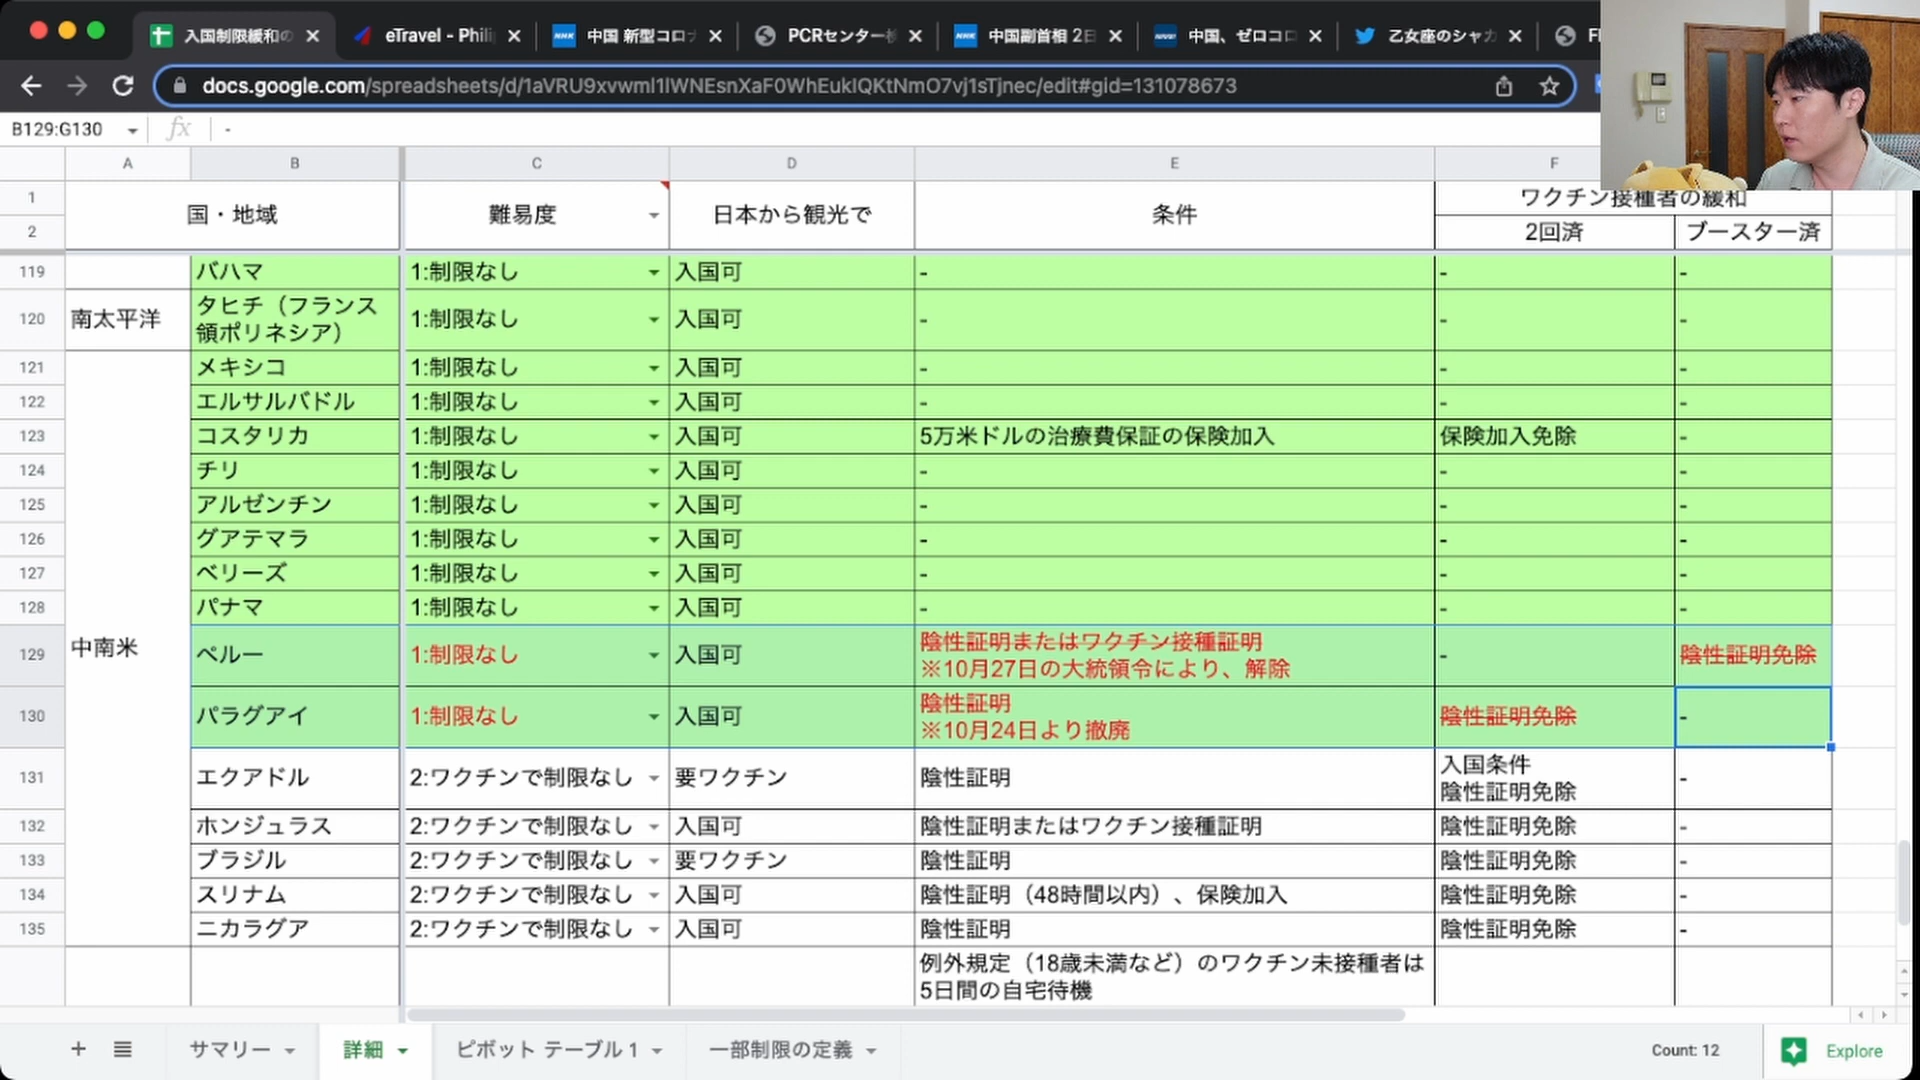 入国制限緩和の
eTravel - Phili
中国 新型コロナ
PCRセンター検
中国副首相 2日
中国、ゼロコロ
乙女座のシャカ
docs.google.com/spreadsheets/d/1aVRU9xvwml1lWNEsnXaF0WhEuklQKtNmO7vj1sTjnec/edit#gid=131078673
B129:G130
fx
-
A B C D E F
1
2
国・地域 難易度 日本から観光で 条件 ワクチン接種者の緩和
2回済 ブースター済
119 バハマ 1:制限なし 入国可 - - -
120 南太平洋 タヒチ（フランス
領ポリネシア） 1:制限なし 入国可 - - -
121 メキシコ 1:制限なし 入国可 - - -
122 エルサルバドル 1:制限なし 入国可 - - -
123 コスタリカ 1:制限なし 入国可 5万米ドルの治療費保証の保険加入 保険加入免除 -
124 チリ 1:制限なし 入国可 - - -
125 アルゼンチン 1:制限なし 入国可 - - -
126 グアテマラ 1:制限なし 入国可 - - -
127 ベリーズ 1:制限なし 入国可 - - -
128 パナマ 1:制限なし 入国可 - - -
中南米
129 ペルー 1:制限なし 入国可 陰性証明またはワクチン接種証明
※10月27日の大統領令により、解除 - 陰性証明免除
130 パラグアイ 1:制限なし 入国可 陰性証明
※10月24日より撤廃 陰性証明免除 -
131 エクアドル 2:ワクチンで制限なし 要ワクチン 陰性証明 入国条件
陰性証明免除 -
132 ホンジュラス 2:ワクチンで制限なし 入国可 陰性証明またはワクチン接種証明 陰性証明免除 -
133 ブラジル 2:ワクチンで制限なし 要ワクチン 陰性証明 陰性証明免除 -
134 スリナム 2:ワクチンで制限なし 入国可 陰性証明（48時間以内）、保険加入 陰性証明免除 -
135 ニカラグア 2:ワクチンで制限なし 入国可 陰性証明 陰性証明免除 -
例外規定（18歳未満など）のワクチン未接種者は
5日間の自宅待機
サマリー 詳細 ピボット テーブル 1 一部制限の定義 Count: 12 Explore